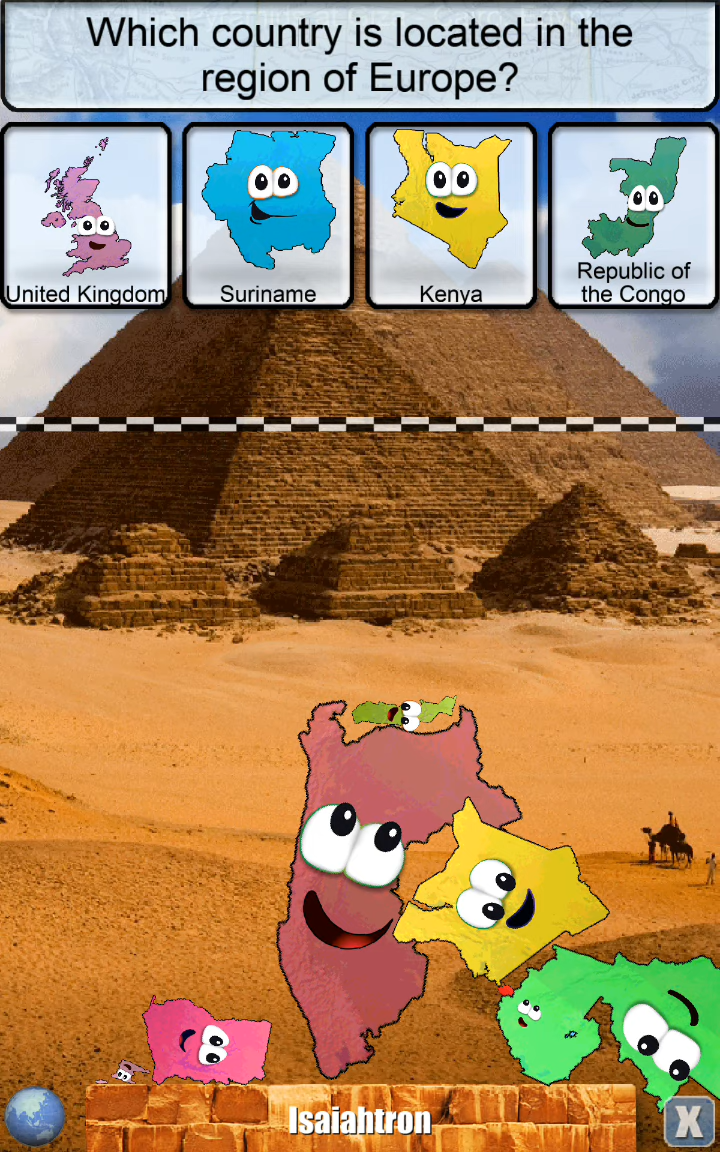 Which country is located in the
region of Europe?
United Kingdom
Suriname
Kenya
Republic of
the Congo
Isaiahtron
X